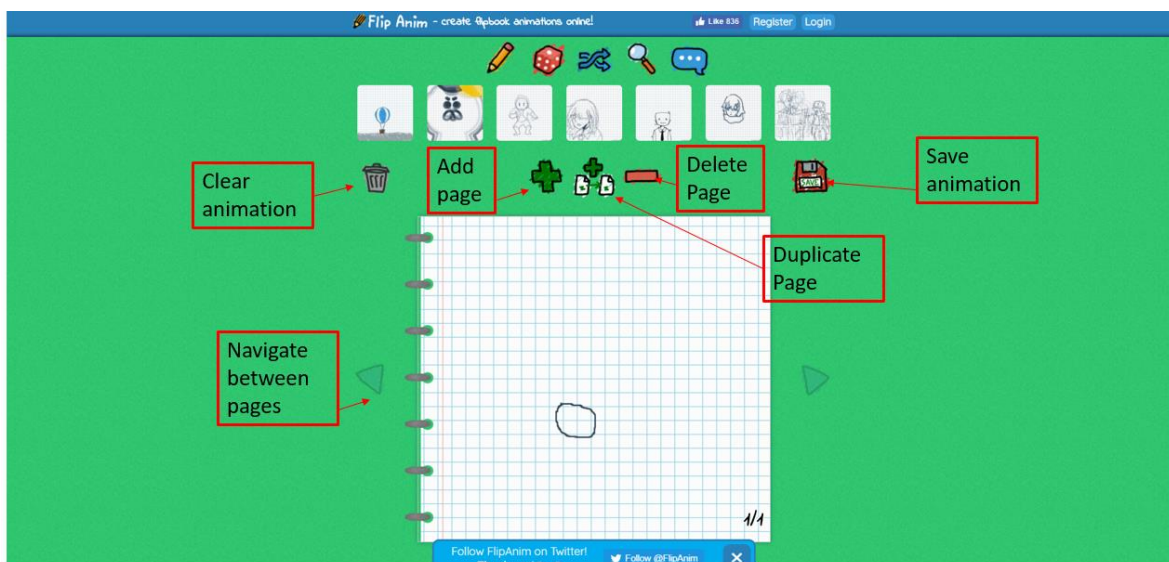 Flip Anim - create flipbook animations online!
Like 836
Register
Login
Clear
animation
Add
page
Delete
Page
Save
animation
SAVE
Duplicate
Page
Navigate
between
pages
1/1
Follow FlipAnim on Twitter!
Follow @FlipAnim